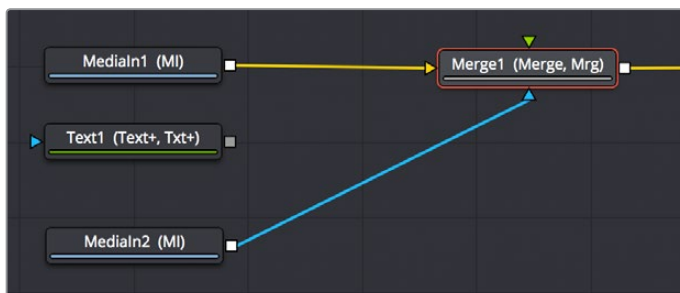 MediaIn1 (MI)
Merge1 (Merge, Mrg)
Text1 (Text+, Txt+)
MediaIn2 (MI)